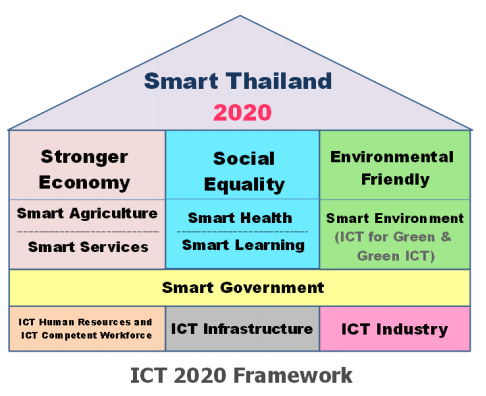 Smart Thailand
2020
Stronger
Economy
Social
Equality
Environmental
Friendly
Smart Agriculture
Smart Services
Smart Health
Smart Learning
Smart Environment
(ICT for Green &
Green ICT)
Smart Government
ICT Human Resources and
ICT Competent Workforce
ICT Infrastructure
ICT Industry
ICT 2020 Framework